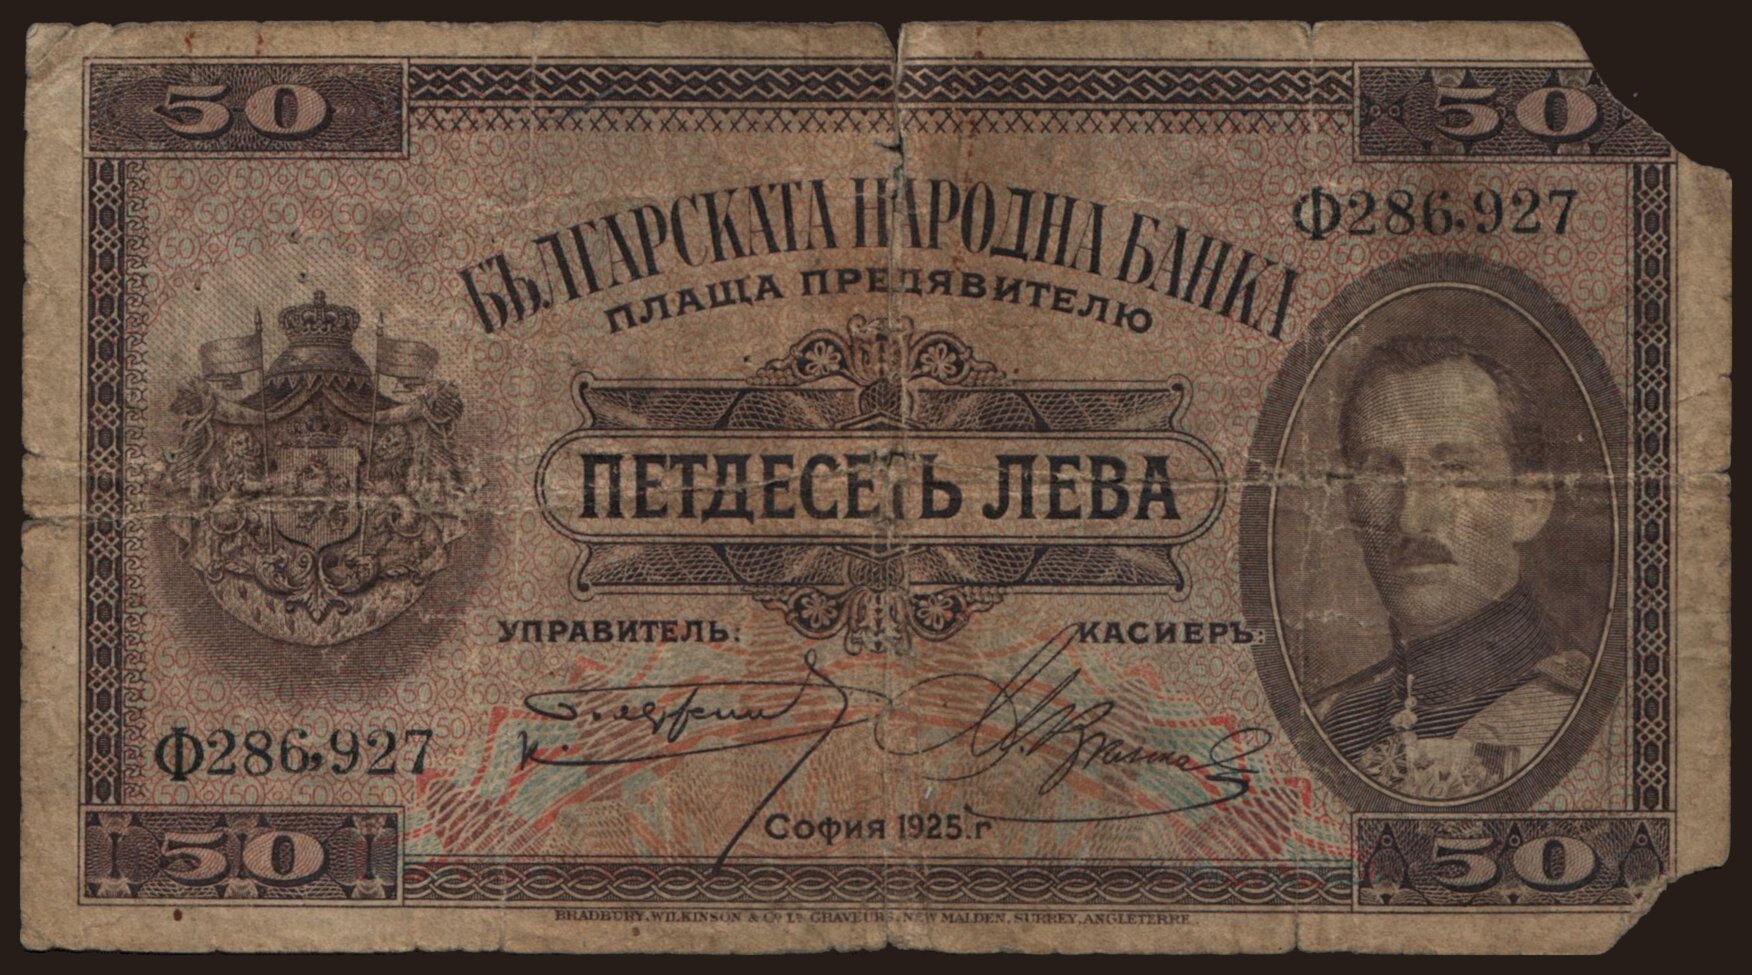 50 50
Ф286,927
БЪЛГАРСКАТА НАРОДНА БАНКА
ПЛАЩА ПРЕДЯВИТЕЛЮ
ПЕТДЕСЕТЬ ЛЕВА
УПРАВИТЕЛЬ: КАСИЕРЪ:
Ф286,927
София 1925.г
50 50
BRADBURY, WILKINSON & Cº Lᴰ GRAVEURS, NEW MALDEN, SURREY, ANGLETERRE.